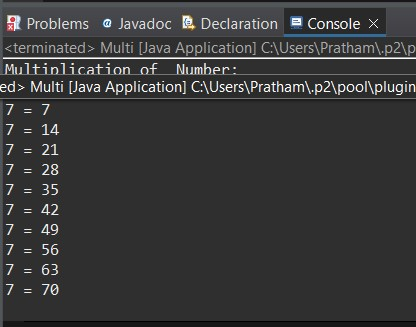 Problems @ Javadoc Declaration Console
<terminated> Multi [Java Application] C:\Users\Pratham\.p2\p
Multiplication of  Number:
ed> Multi [Java Application] C:\Users\Pratham\.p2\pool\plugin
7 = 7
7 = 14
7 = 21
7 = 28
7 = 35
7 = 42
7 = 49
7 = 56
7 = 63
7 = 70